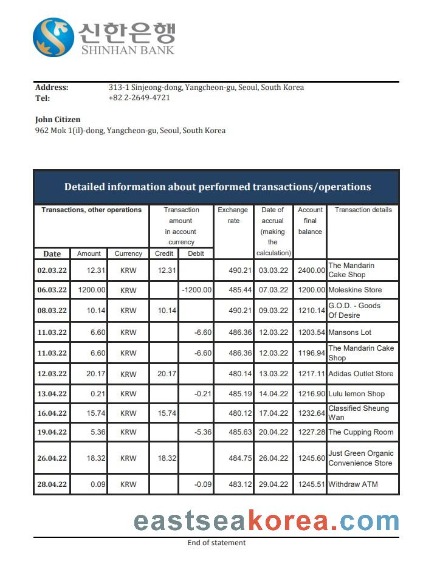 신한은행
SHINHAN BANK
Address: 313-1 Sinjeong-dong, Yangcheon-gu, Seoul, South Korea
Tel: +82 2-2649-4721
John Citizen
962 Mok 1(il)-dong, Yangcheon-gu, Seoul, South Korea
Detailed information about performed transactions/operations
Transactions, other operations Transaction amount in account currency Exchange rate Date of accrual (making the calculation) Account final balance Transaction details
Date Amount Currency Credit Debit
02.03.22 12.31 KRW 12.31 490.21 03.03.22 2400.00 The Mandarin Cake Shop
06.03.22 1200.00 KRW -1200.00 485.44 07.03.22 1200.00 Moleskine Store
08.03.22 10.14 KRW 10.14 490.21 09.03.22 1210.14 G.O.D. - Goods Of Desire
11.03.22 6.60 KRW -6.60 486.36 12.03.22 1203.54 Mansons Lot
11.03.22 6.60 KRW -6.60 486.36 12.03.22 1196.94 The Mandarin Cake Shop
12.03.22 20.17 KRW 20.17 480.14 13.03.22 1217.11 Adidas Outlet Store
13.04.22 0.21 KRW -0.21 485.19 14.04.22 1216.90 Lulu lemon Shop
16.04.22 15.74 KRW 15.74 480.12 17.04.22 1232.64 Classified Sheung Wan
19.04.22 5.36 KRW -5.36 485.63 20.04.22 1227.28 The Cupping Room
26.04.22 18.32 KRW 18.32 484.75 26.04.22 1245.60 Just Green Organic Convenience Store
28.04.22 0.09 KRW -0.09 483.12 29.04.22 1245.51 Withdraw ATM
eastseakorea.com
End of statement